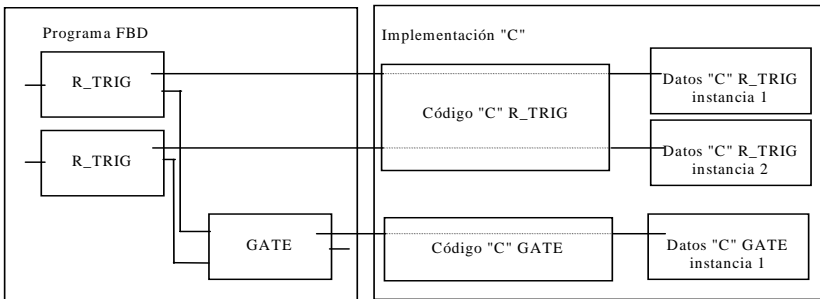 Programa FBD
R_TRIG
R_TRIG
GATE
Implementación "C"
Código "C" R_TRIG
Código "C" GATE
Datos "C" R_TRIG
instancia 1
Datos "C" R_TRIG
instancia 2
Datos "C" GATE
instancia 1